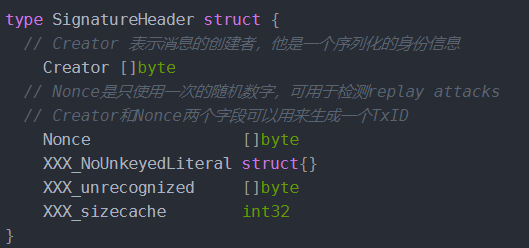 type SignatureHeader struct {
// Creator 表示消息的创建者，他是一个序列化的身份信息
Creator []byte
// Nonce是只使用一次的随机数字，可用于检测replay attacks
// Creator和Nonce两个字段可以用来生成一个TxID
Nonce []byte
XXX_NoUnkeyedLiteral struct{}
XXX_unrecognized []byte
XXX_sizecache int32
}